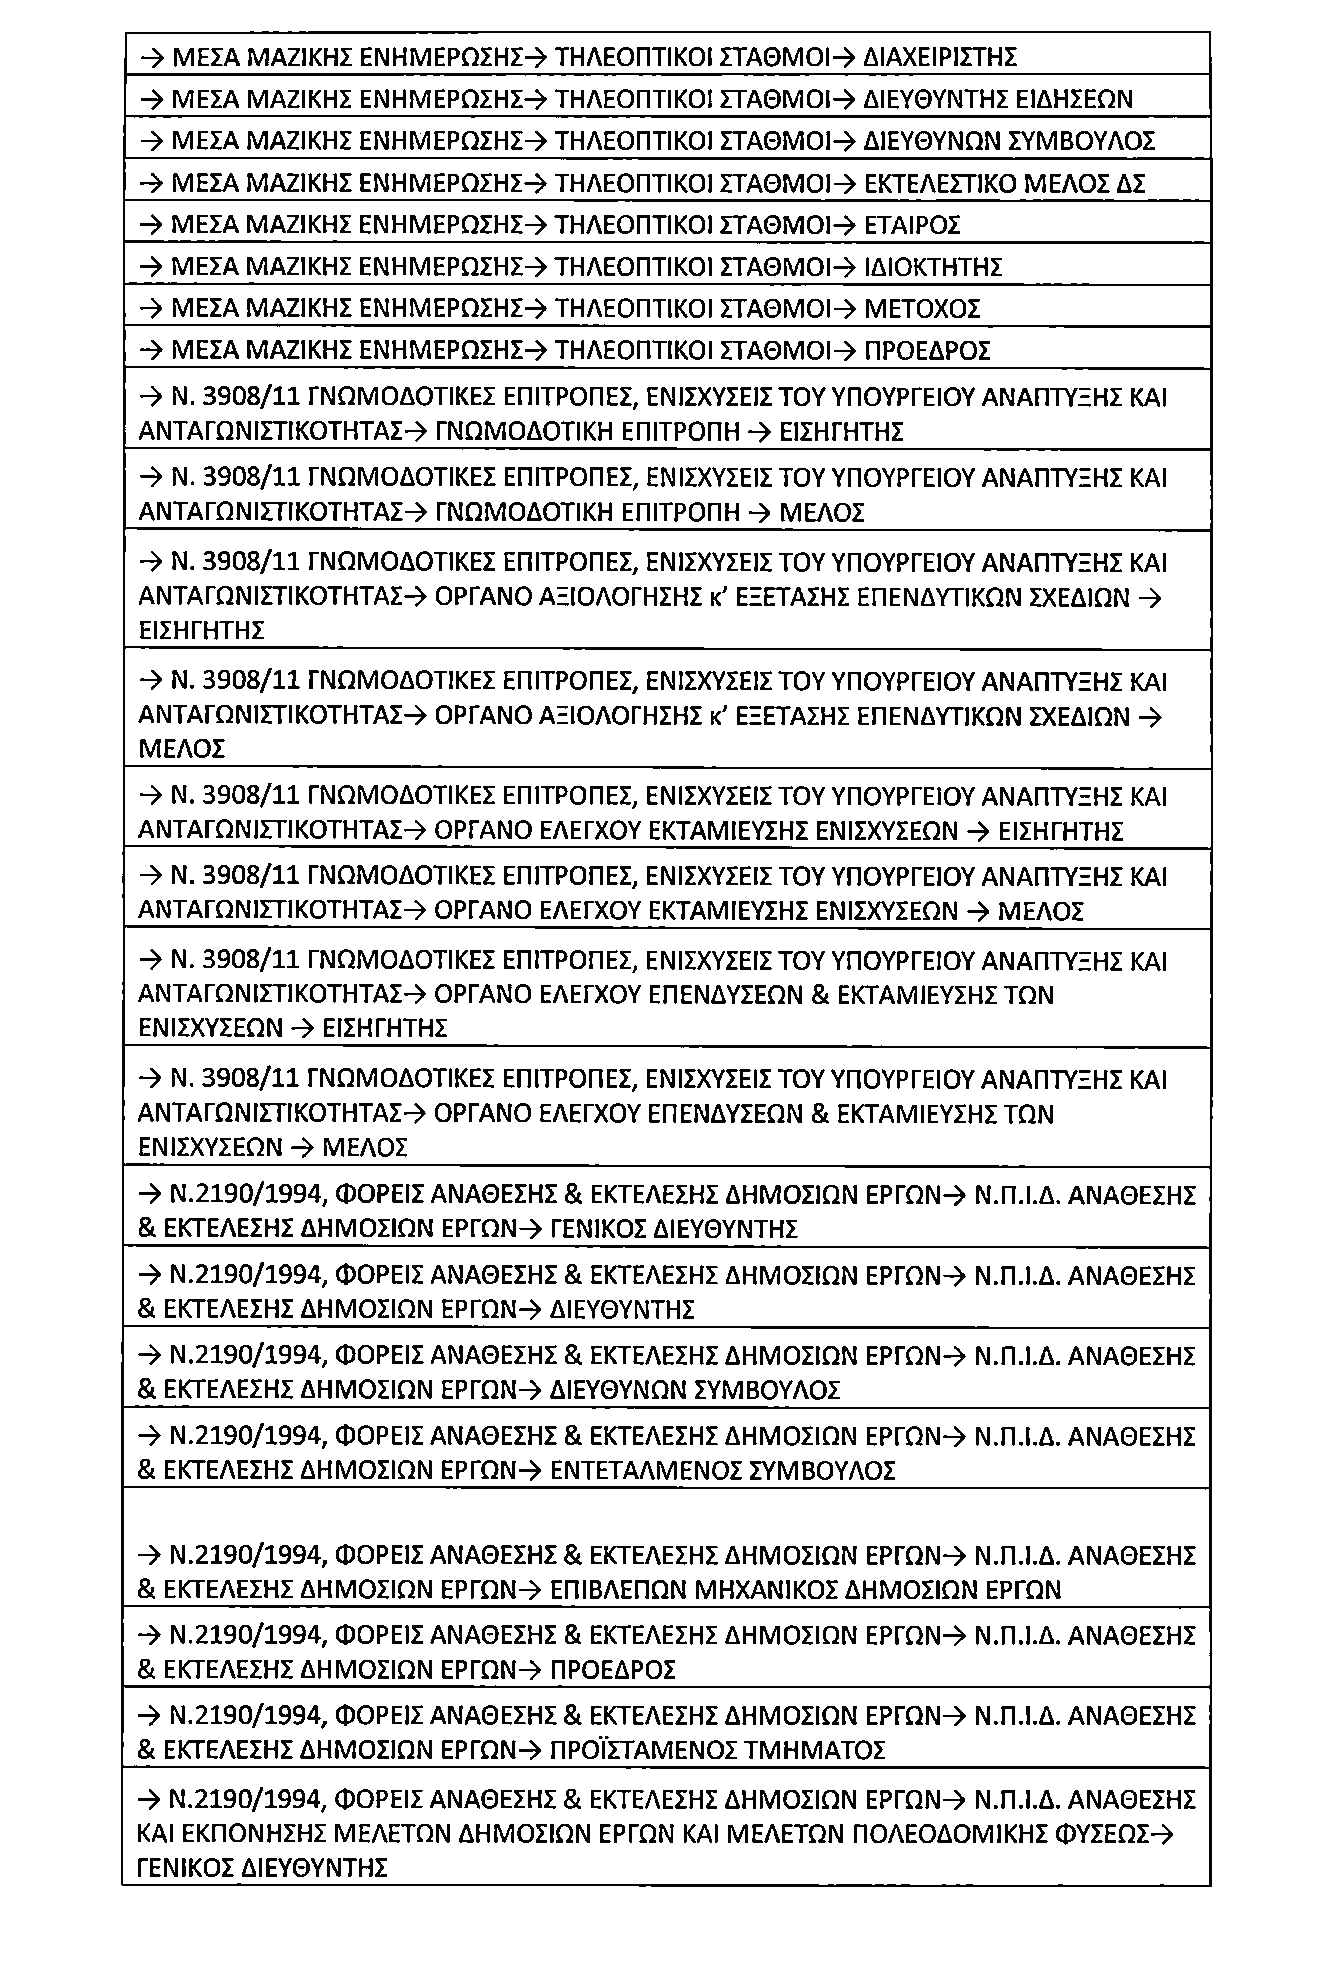 → ΜΕΣΑ ΜΑΖΙΚΗΣ ΕΝΗΜΕΡΩΣΗΣ→ ΤΗΛΕΟΠΤΙΚΟΙ ΣΤΑΘΜΟΙ→ ΔΙΑΧΕΙΡΙΣΤΗΣ
→ ΜΕΣΑ ΜΑΖΙΚΗΣ ΕΝΗΜΕΡΩΣΗΣ→ ΤΗΛΕΟΠΤΙΚΟΙ ΣΤΑΘΜΟΙ→ ΔΙΕΥΘΥΝΤΗΣ ΕΙΔΗΣΕΩΝ
→ ΜΕΣΑ ΜΑΖΙΚΗΣ ΕΝΗΜΕΡΩΣΗΣ→ ΤΗΛΕΟΠΤΙΚΟΙ ΣΤΑΘΜΟΙ→ ΔΙΕΥΘΥΝΩΝ ΣΥΜΒΟΥΛΟΣ
→ ΜΕΣΑ ΜΑΖΙΚΗΣ ΕΝΗΜΕΡΩΣΗΣ→ ΤΗΛΕΟΠΤΙΚΟΙ ΣΤΑΘΜΟΙ→ ΕΚΤΕΛΕΣΤΙΚΟ ΜΕΛΟΣ ΔΣ
→ ΜΕΣΑ ΜΑΖΙΚΗΣ ΕΝΗΜΕΡΩΣΗΣ→ ΤΗΛΕΟΠΤΙΚΟΙ ΣΤΑΘΜΟΙ→ ΕΤΑΙΡΟΣ
→ ΜΕΣΑ ΜΑΖΙΚΗΣ ΕΝΗΜΕΡΩΣΗΣ→ ΤΗΛΕΟΠΤΙΚΟΙ ΣΤΑΘΜΟΙ→ ΙΔΙΟΚΤΗΤΗΣ
→ ΜΕΣΑ ΜΑΖΙΚΗΣ ΕΝΗΜΕΡΩΣΗΣ→ ΤΗΛΕΟΠΤΙΚΟΙ ΣΤΑΘΜΟΙ→ ΜΕΤΟΧΟΣ
→ ΜΕΣΑ ΜΑΖΙΚΗΣ ΕΝΗΜΕΡΩΣΗΣ→ ΤΗΛΕΟΠΤΙΚΟΙ ΣΤΑΘΜΟΙ→ ΠΡΟΕΔΡΟΣ
→ Ν. 3908/11 ΓΝΩΜΟΔΟΤΙΚΕΣ ΕΠΙΤΡΟΠΕΣ, ΕΝΙΣΧΥΣΕΙΣ ΤΟΥ ΥΠΟΥΡΓΕΙΟΥ ΑΝΑΠΤΥΞΗΣ ΚΑΙ
ΑΝΤΑΓΩΝΙΣΤΙΚΟΤΗΤΑΣ→ ΓΝΩΜΟΔΟΤΙΚΗ ΕΠΙΤΡΟΠΗ → ΕΙΣΗΓΗΤΗΣ
→ Ν. 3908/11 ΓΝΩΜΟΔΟΤΙΚΕΣ ΕΠΙΤΡΟΠΕΣ, ΕΝΙΣΧΥΣΕΙΣ ΤΟΥ ΥΠΟΥΡΓΕΙΟΥ ΑΝΑΠΤΥΞΗΣ ΚΑΙ
ΑΝΤΑΓΩΝΙΣΤΙΚΟΤΗΤΑΣ→ ΓΝΩΜΟΔΟΤΙΚΗ ΕΠΙΤΡΟΠΗ → ΜΕΛΟΣ
→ Ν. 3908/11 ΓΝΩΜΟΔΟΤΙΚΕΣ ΕΠΙΤΡΟΠΕΣ, ΕΝΙΣΧΥΣΕΙΣ ΤΟΥ ΥΠΟΥΡΓΕΙΟΥ ΑΝΑΠΤΥΞΗΣ ΚΑΙ
ΑΝΤΑΓΩΝΙΣΤΙΚΟΤΗΤΑΣ→ ΟΡΓΑΝΟ ΑΞΙΟΛΟΓΗΣΗΣ κ' ΕΞΕΤΑΣΗΣ ΕΠΕΝΔΥΤΙΚΩΝ ΣΧΕΔΙΩΝ →
ΕΙΣΗΓΗΤΗΣ
→ Ν. 3908/11 ΓΝΩΜΟΔΟΤΙΚΕΣ ΕΠΙΤΡΟΠΕΣ, ΕΝΙΣΧΥΣΕΙΣ ΤΟΥ ΥΠΟΥΡΓΕΙΟΥ ΑΝΑΠΤΥΞΗΣ ΚΑΙ
ΑΝΤΑΓΩΝΙΣΤΙΚΟΤΗΤΑΣ→ ΟΡΓΑΝΟ ΑΞΙΟΛΟΓΗΣΗΣ κ' ΕΞΕΤΑΣΗΣ ΕΠΕΝΔΥΤΙΚΩΝ ΣΧΕΔΙΩΝ →
ΜΕΛΟΣ
→ Ν. 3908/11 ΓΝΩΜΟΔΟΤΙΚΕΣ ΕΠΙΤΡΟΠΕΣ, ΕΝΙΣΧΥΣΕΙΣ ΤΟΥ ΥΠΟΥΡΓΕΙΟΥ ΑΝΑΠΤΥΞΗΣ ΚΑΙ
ΑΝΤΑΓΩΝΙΣΤΙΚΟΤΗΤΑΣ→ ΟΡΓΑΝΟ ΕΛΕΓΧΟΥ ΕΚΤΑΜΙΕΥΣΗΣ ΕΝΙΣΧΥΣΕΩΝ → ΕΙΣΗΓΗΤΗΣ
→ Ν. 3908/11 ΓΝΩΜΟΔΟΤΙΚΕΣ ΕΠΙΤΡΟΠΕΣ, ΕΝΙΣΧΥΣΕΙΣ ΤΟΥ ΥΠΟΥΡΓΕΙΟΥ ΑΝΑΠΤΥΞΗΣ ΚΑΙ
ΑΝΤΑΓΩΝΙΣΤΙΚΟΤΗΤΑΣ→ ΟΡΓΑΝΟ ΕΛΕΓΧΟΥ ΕΚΤΑΜΙΕΥΣΗΣ ΕΝΙΣΧΥΣΕΩΝ → ΜΕΛΟΣ
→ Ν. 3908/11 ΓΝΩΜΟΔΟΤΙΚΕΣ ΕΠΙΤΡΟΠΕΣ, ΕΝΙΣΧΥΣΕΙΣ ΤΟΥ ΥΠΟΥΡΓΕΙΟΥ ΑΝΑΠΤΥΞΗΣ ΚΑΙ
ΑΝΤΑΓΩΝΙΣΤΙΚΟΤΗΤΑΣ→ ΟΡΓΑΝΟ ΕΛΕΓΧΟΥ ΕΠΕΝΔΥΣΕΩΝ & ΕΚΤΑΜΙΕΥΣΗΣ ΤΩΝ
ΕΝΙΣΧΥΣΕΩΝ → ΕΙΣΗΓΗΤΗΣ
→ Ν. 3908/11 ΓΝΩΜΟΔΟΤΙΚΕΣ ΕΠΙΤΡΟΠΕΣ, ΕΝΙΣΧΥΣΕΙΣ ΤΟΥ ΥΠΟΥΡΓΕΙΟΥ ΑΝΑΠΤΥΞΗΣ ΚΑΙ
ΑΝΤΑΓΩΝΙΣΤΙΚΟΤΗΤΑΣ→ ΟΡΓΑΝΟ ΕΛΕΓΧΟΥ ΕΠΕΝΔΥΣΕΩΝ & ΕΚΤΑΜΙΕΥΣΗΣ ΤΩΝ
ΕΝΙΣΧΥΣΕΩΝ → ΜΕΛΟΣ
→ Ν.2190/1994, ΦΟΡΕΙΣ ΑΝΑΘΕΣΗΣ & ΕΚΤΕΛΕΣΗΣ ΔΗΜΟΣΙΩΝ ΕΡΓΩΝ→ Ν.Π.Ι.Δ. ΑΝΑΘΕΣΗΣ
& ΕΚΤΕΛΕΣΗΣ ΔΗΜΟΣΙΩΝ ΕΡΓΩΝ→ ΓΕΝΙΚΟΣ ΔΙΕΥΘΥΝΤΗΣ
→ Ν.2190/1994, ΦΟΡΕΙΣ ΑΝΑΘΕΣΗΣ & ΕΚΤΕΛΕΣΗΣ ΔΗΜΟΣΙΩΝ ΕΡΓΩΝ→ Ν.Π.Ι.Δ. ΑΝΑΘΕΣΗΣ
& ΕΚΤΕΛΕΣΗΣ ΔΗΜΟΣΙΩΝ ΕΡΓΩΝ→ ΔΙΕΥΘΥΝΤΗΣ
→ Ν.2190/1994, ΦΟΡΕΙΣ ΑΝΑΘΕΣΗΣ & ΕΚΤΕΛΕΣΗΣ ΔΗΜΟΣΙΩΝ ΕΡΓΩΝ→ Ν.Π.Ι.Δ. ΑΝΑΘΕΣΗΣ
& ΕΚΤΕΛΕΣΗΣ ΔΗΜΟΣΙΩΝ ΕΡΓΩΝ→ ΔΙΕΥΘΥΝΩΝ ΣΥΜΒΟΥΛΟΣ
→ Ν.2190/1994, ΦΟΡΕΙΣ ΑΝΑΘΕΣΗΣ & ΕΚΤΕΛΕΣΗΣ ΔΗΜΟΣΙΩΝ ΕΡΓΩΝ→ Ν.Π.Ι.Δ. ΑΝΑΘΕΣΗΣ
& ΕΚΤΕΛΕΣΗΣ ΔΗΜΟΣΙΩΝ ΕΡΓΩΝ→ ΕΝΤΕΤΑΛΜΕΝΟΣ ΣΥΜΒΟΥΛΟΣ
→ Ν.2190/1994, ΦΟΡΕΙΣ ΑΝΑΘΕΣΗΣ & ΕΚΤΕΛΕΣΗΣ ΔΗΜΟΣΙΩΝ ΕΡΓΩΝ→ Ν.Π.Ι.Δ. ΑΝΑΘΕΣΗΣ
& ΕΚΤΕΛΕΣΗΣ ΔΗΜΟΣΙΩΝ ΕΡΓΩΝ→ ΕΠΙΒΛΕΠΩΝ ΜΗΧΑΝΙΚΟΣ ΔΗΜΟΣΙΩΝ ΕΡΓΩΝ
→ Ν.2190/1994, ΦΟΡΕΙΣ ΑΝΑΘΕΣΗΣ & ΕΚΤΕΛΕΣΗΣ ΔΗΜΟΣΙΩΝ ΕΡΓΩΝ→ Ν.Π.Ι.Δ. ΑΝΑΘΕΣΗΣ
& ΕΚΤΕΛΕΣΗΣ ΔΗΜΟΣΙΩΝ ΕΡΓΩΝ→ ΠΡΟΕΔΡΟΣ
→ Ν.2190/1994, ΦΟΡΕΙΣ ΑΝΑΘΕΣΗΣ & ΕΚΤΕΛΕΣΗΣ ΔΗΜΟΣΙΩΝ ΕΡΓΩΝ→ Ν.Π.Ι.Δ. ΑΝΑΘΕΣΗΣ
& ΕΚΤΕΛΕΣΗΣ ΔΗΜΟΣΙΩΝ ΕΡΓΩΝ→ ΠΡΟΪΣΤΑΜΕΝΟΣ ΤΜΗΜΑΤΟΣ
→ Ν.2190/1994, ΦΟΡΕΙΣ ΑΝΑΘΕΣΗΣ & ΕΚΤΕΛΕΣΗΣ ΔΗΜΟΣΙΩΝ ΕΡΓΩΝ→ Ν.Π.Ι.Δ. ΑΝΑΘΕΣΗΣ
ΚΑΙ ΕΚΠΟΝΗΣΗΣ ΜΕΛΕΤΩΝ ΔΗΜΟΣΙΩΝ ΕΡΓΩΝ ΚΑΙ ΜΕΛΕΤΩΝ ΠΟΛΕΟΔΟΜΙΚΗΣ ΦΥΣΕΩΣ→
ΓΕΝΙΚΟΣ ΔΙΕΥΘΥΝΤΗΣ